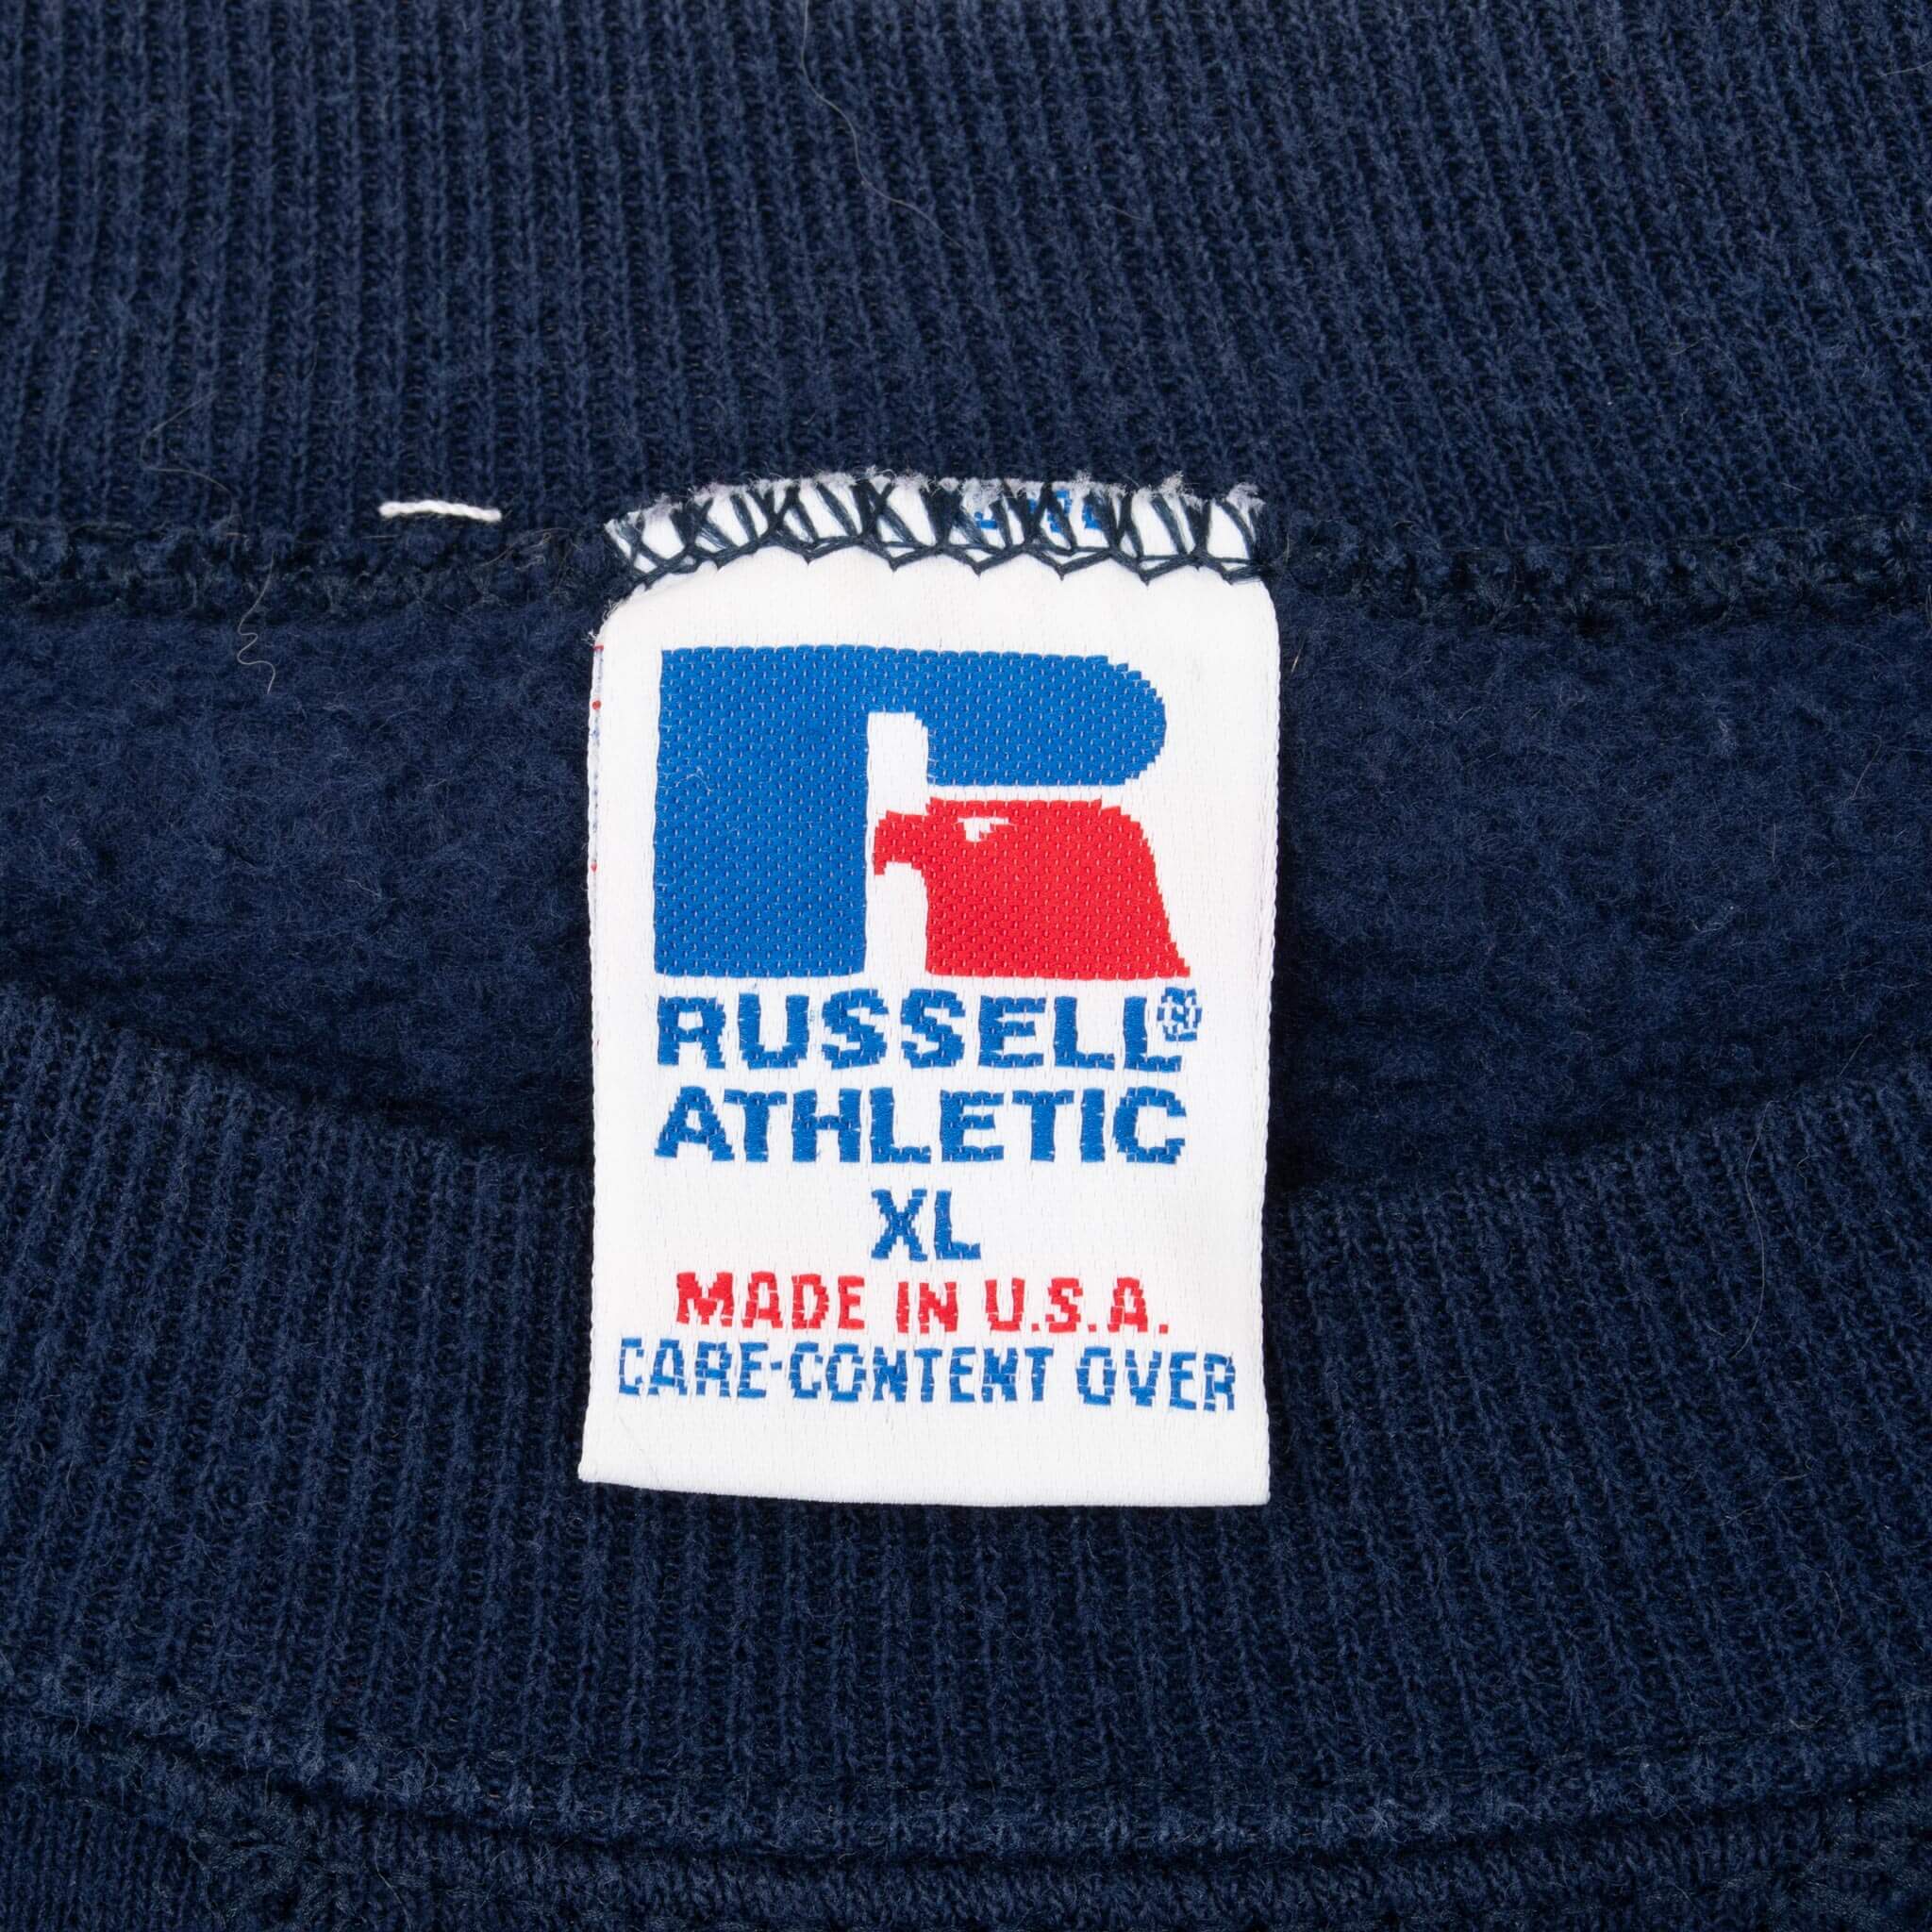 RUSSELL®
ATHLETIC
XL
MADE IN U.S.A.
CARE-CONTENT OVER